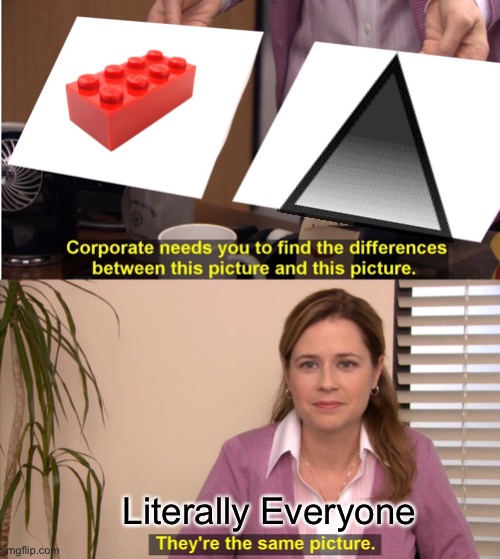 Corporate needs you to find the differences
between this picture and this picture.
Literally Everyone
They're the same picture.
imgflip.com